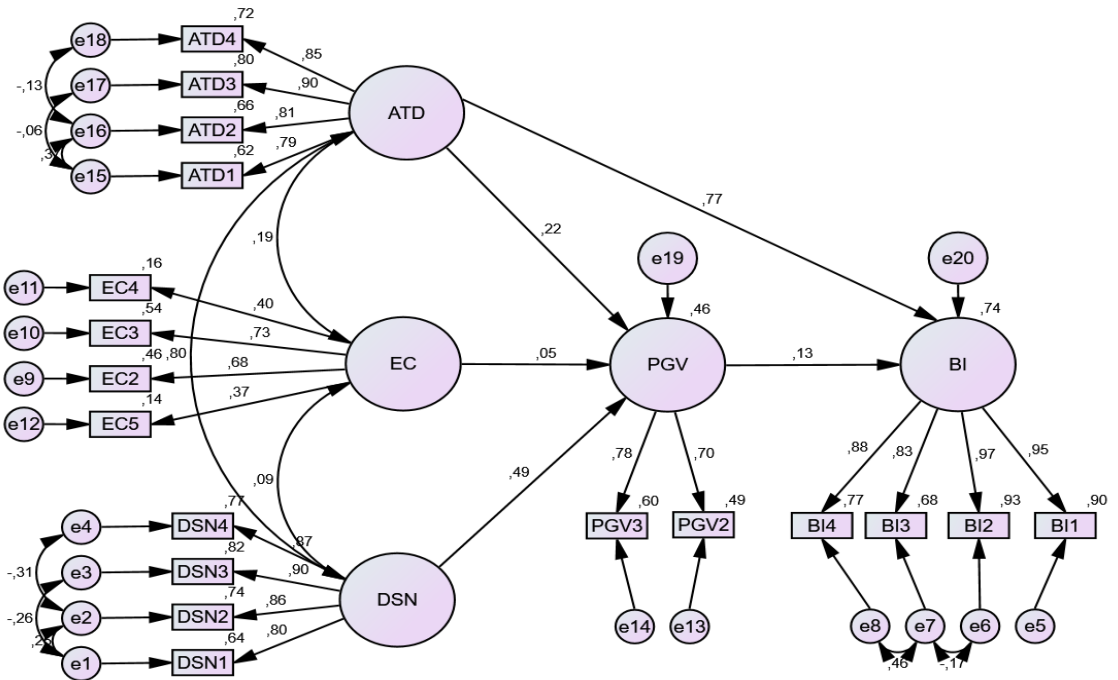 ,72
e18 ATD4 ,85
,80
-,13 e17 ATD3 ,90
,66
-,06 e16 ATD2 ,81
,62
e15 ATD1 ,79
ATD
,77
,19
,22
e19
e20
,16
e11 EC4 ,40
,54
e10 EC3 ,73
,46 ,80
e9 EC2 ,68
,14
e12 EC5 ,37
EC
,05
,46
PGV
,13
,74
BI
,09
,49
,77
e4 DSN4 ,87
,82
-,31 e3 DSN3 ,90
,74
-,26 e2 DSN2 ,86
,64
e1 DSN1 ,80
DSN
,78 ,70
,60 ,49
PGV3 PGV2
e14 e13
,88 ,83 ,97 ,95
,77 ,68 ,93 ,90
BI4 BI3 BI2 BI1
e8 e7 e6 e5
,46 -,17